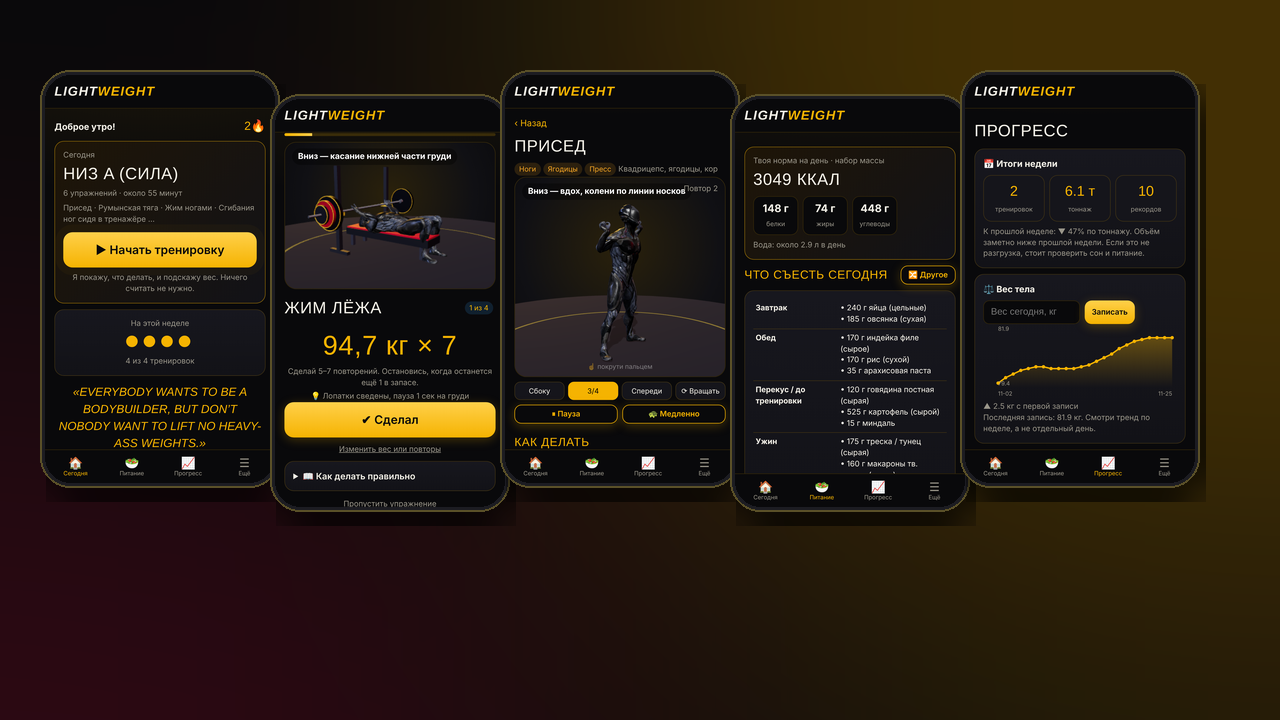 LIGHTWEIGHT
Доброе утро!
2🔥
Сегодня
НИЗ А (СИЛА)
6 упражнений · около 55 минут
Присед · Румынская тяга · Жим ногами · Сгибания
ног сидя в тренажёре ...
▶ Начать тренировку
Я покажу, что делать, и подскажу вес. Ничего
считать не нужно.
На этой неделе
4 из 4 тренировок
«EVERYBODY WANTS TO BE A
BODYBUILDER, BUT DON'T
NOBODY WANT TO LIFT NO HEAVY-
ASS WEIGHTS.»
Сегодня
Питание
Прогресс
Ещё
LIGHTWEIGHT
Вниз — касание нижней части груди
ЖИМ ЛЁЖА
1 из 4
94,7 кг × 7
Сделай 5–7 повторений. Остановись, когда останется
ещё 1 в запасе.
💡 Лопатки сведены, пауза 1 сек на груди
✔ Сделал
Изменить вес или повторы
▶ 📖 Как делать правильно
Пропустить упражнение
LIGHTWEIGHT
‹ Назад
ПРИСЕД
Ноги
Ягодицы
Пресс
Квадрицепс, ягодицы, кор
Вниз — вдох, колени по линии носков
Повтор 2
☝ покрути пальцем
Сбоку
3/4
Спереди
⟳ Вращать
⏸ Пауза
🐢 Медленно
КАК ДЕЛАТЬ
Сегодня
Питание
Прогресс
Ещё
LIGHTWEIGHT
Твоя норма на день · набор массы
3049 ККАЛ
148 г
белки
74 г
жиры
448 г
углеводы
Вода: около 2.9 л в день
ЧТО СЪЕСТЬ СЕГОДНЯ
🔀 Другое
Завтрак
• 240 г яйца (цельные)
• 185 г овсянка (сухая)
Обед
• 170 г индейка филе
(сырое)
• 170 г рис (сухой)
• 35 г арахисовая паста
Перекус / до
тренировки
• 120 г говядина постная
(сырая)
• 525 г картофель (сырой)
• 15 г миндаль
Ужин
• 175 г треска / тунец
(сырая)
• 160 г макароны тв.
Сегодня
Питание
Прогресс
Ещё
LIGHTWEIGHT
ПРОГРЕСС
📅 Итоги недели
2
тренировок
6.1 т
тоннаж
10
рекордов
К прошлой неделе: ▼ 47% по тоннажу. Объём
заметно ниже прошлой недели. Если это не
разгрузка, стоит проверить сон и питание.
⚖️ Вес тела
Вес сегодня, кг
Записать
81.9
11-02
11-25
▲ 2.5 кг с первой записи
Последняя запись: 81.9 кг. Смотри тренд по
неделе, а не отдельный день.
Сегодня
Питание
Прогресс
Ещё